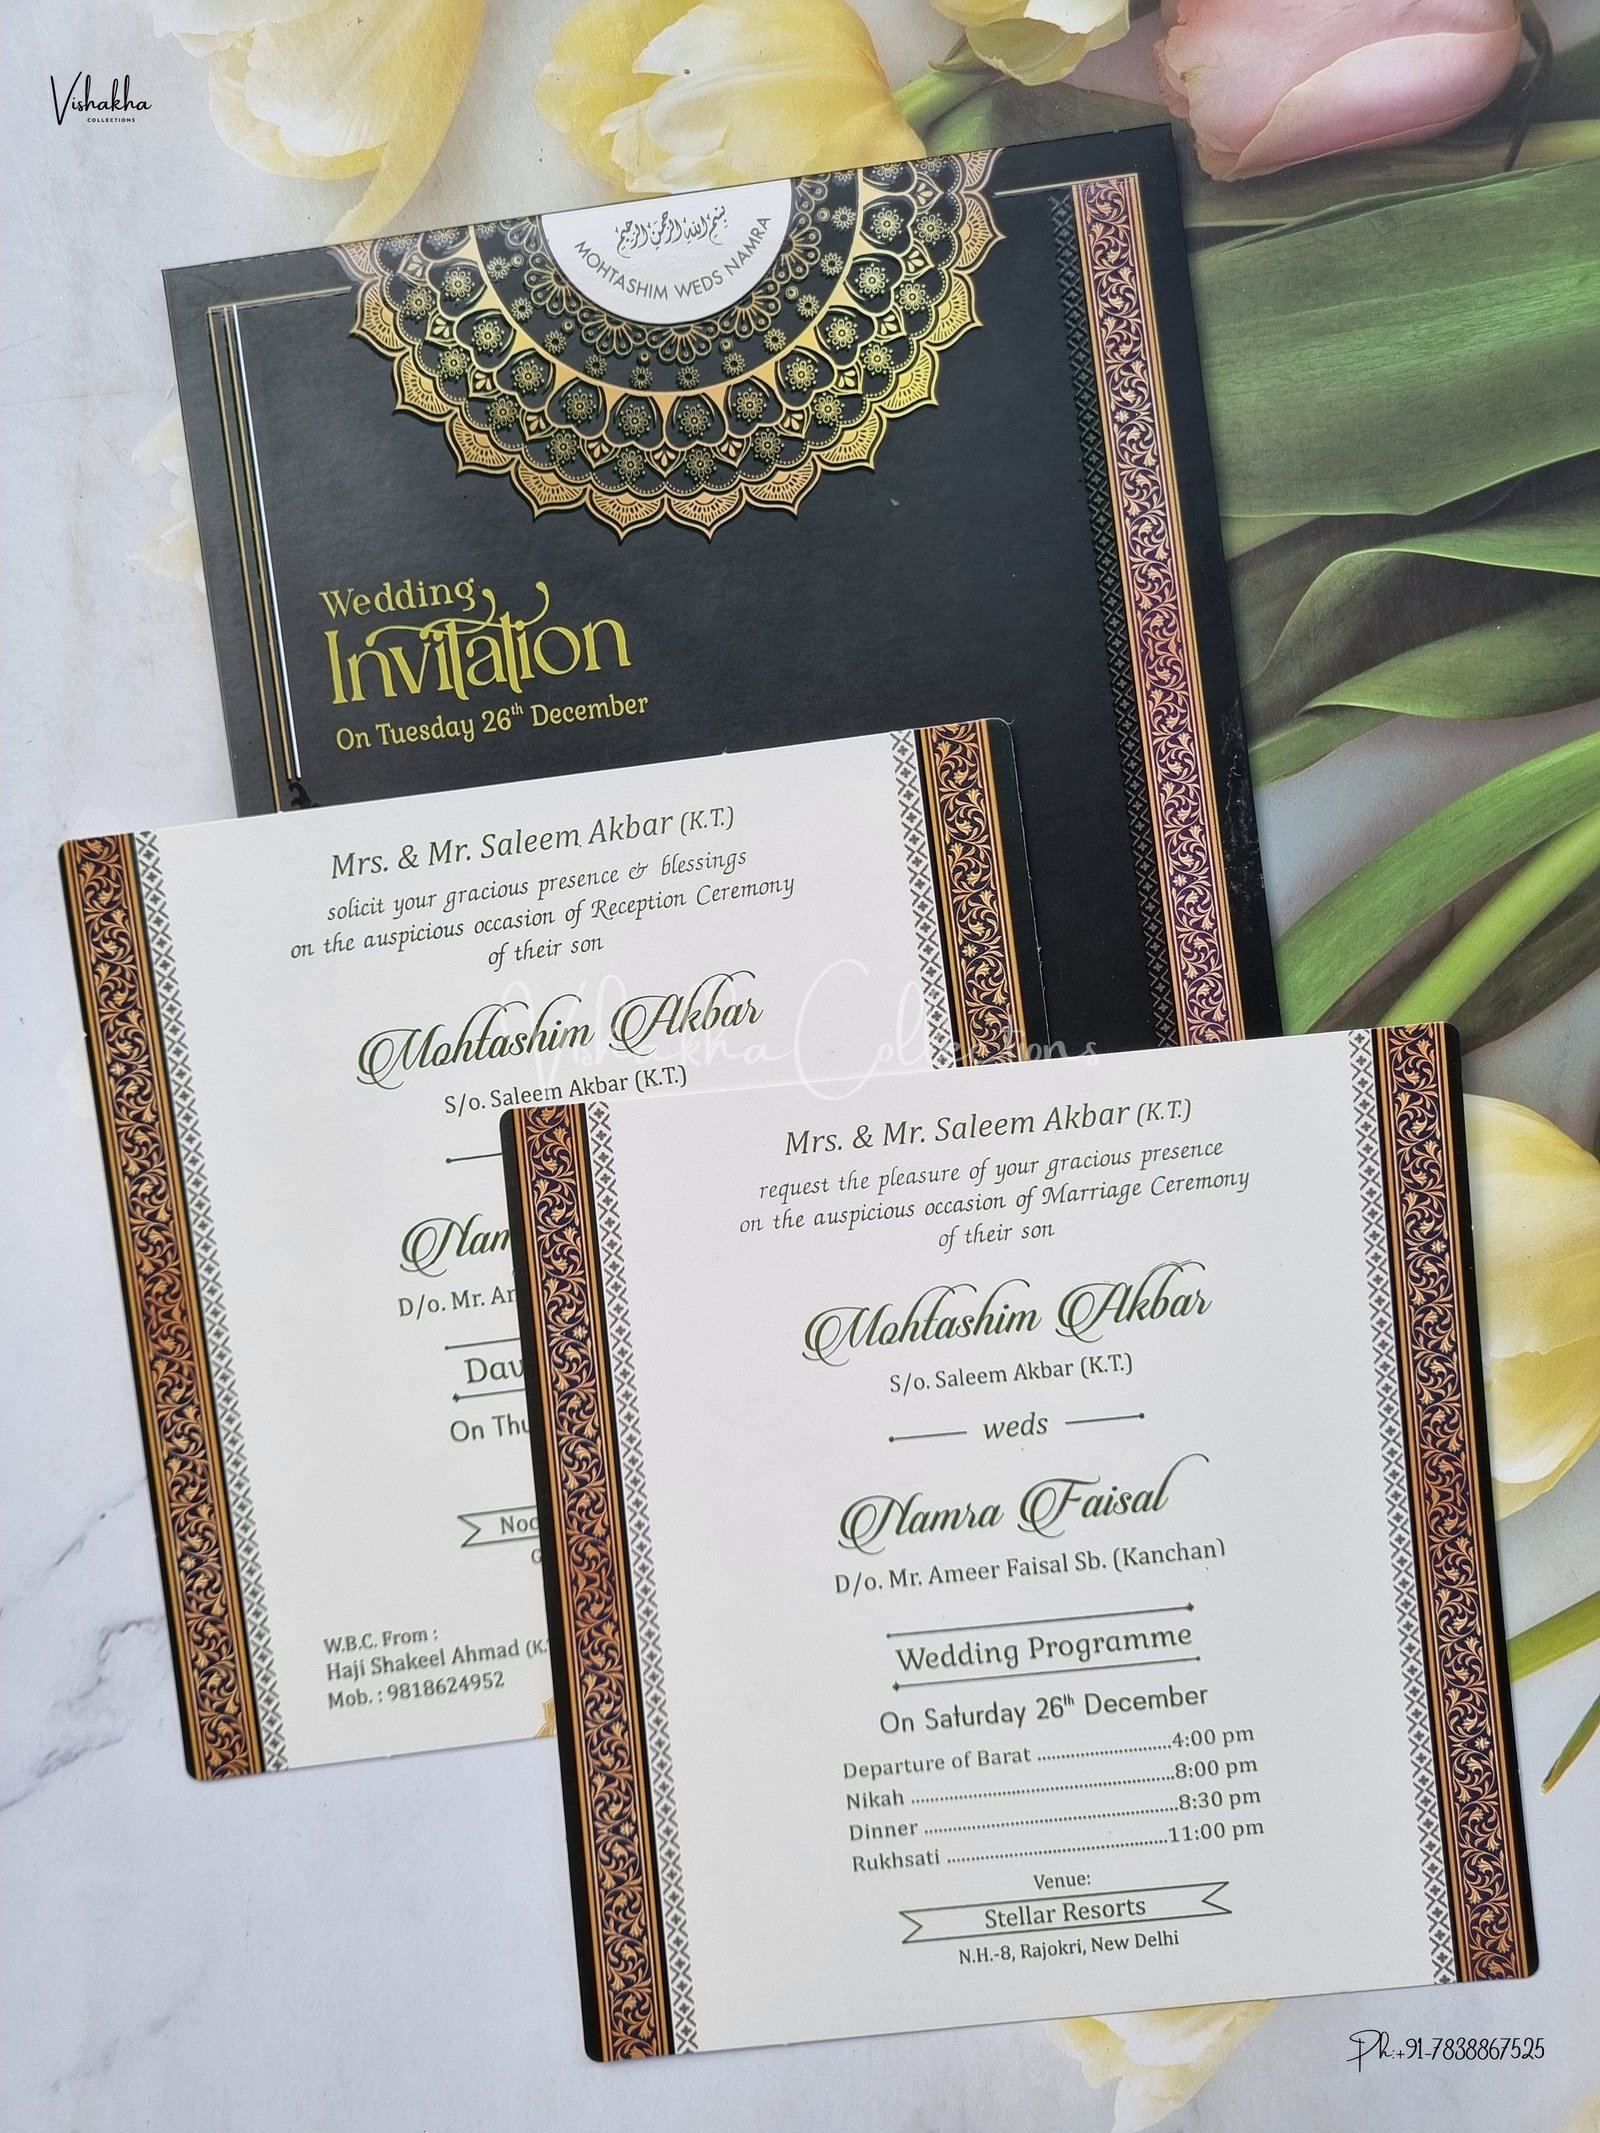 Vishakha
COLLECTIONS
بسم الله الرحمن الرحيم
MOHTASHIM WEDS NAMRA
Wedding
Invitation
On Tuesday 26th December
Mrs. & Mr. Saleem Akbar (K.T.)
solicit your gracious presence & blessings
on the auspicious occasion of Reception Ceremony
of their son
Mohtashim Akbar
S/o. Saleem Akbar (K.T.)
D/o. Mr.
On
W.B.C. From :
Haji Shakeel Ahmad
Mob. : 9818624952
Vishakha Collections
Mrs. & Mr. Saleem Akbar (K.T.)
request the pleasure of your gracious presence
on the auspicious occasion of Marriage Ceremony
of their son
Mohtashim Akbar
S/o. Saleem Akbar (K.T.)
weds
Namra Faisal
D/o. Mr. Ameer Faisal Sb. (Kanchan)
Wedding Programme
On Saturday 26th December
Departure of Barat ..............................4:00 pm
Nikah ..........................................................8:00 pm
Dinner ........................................................8:30 pm
Rukhsati ................................................11:00 pm
Venue:
Stellar Resorts
N.H.-8, Rajokri, New Delhi
Ph:+91-7838867525